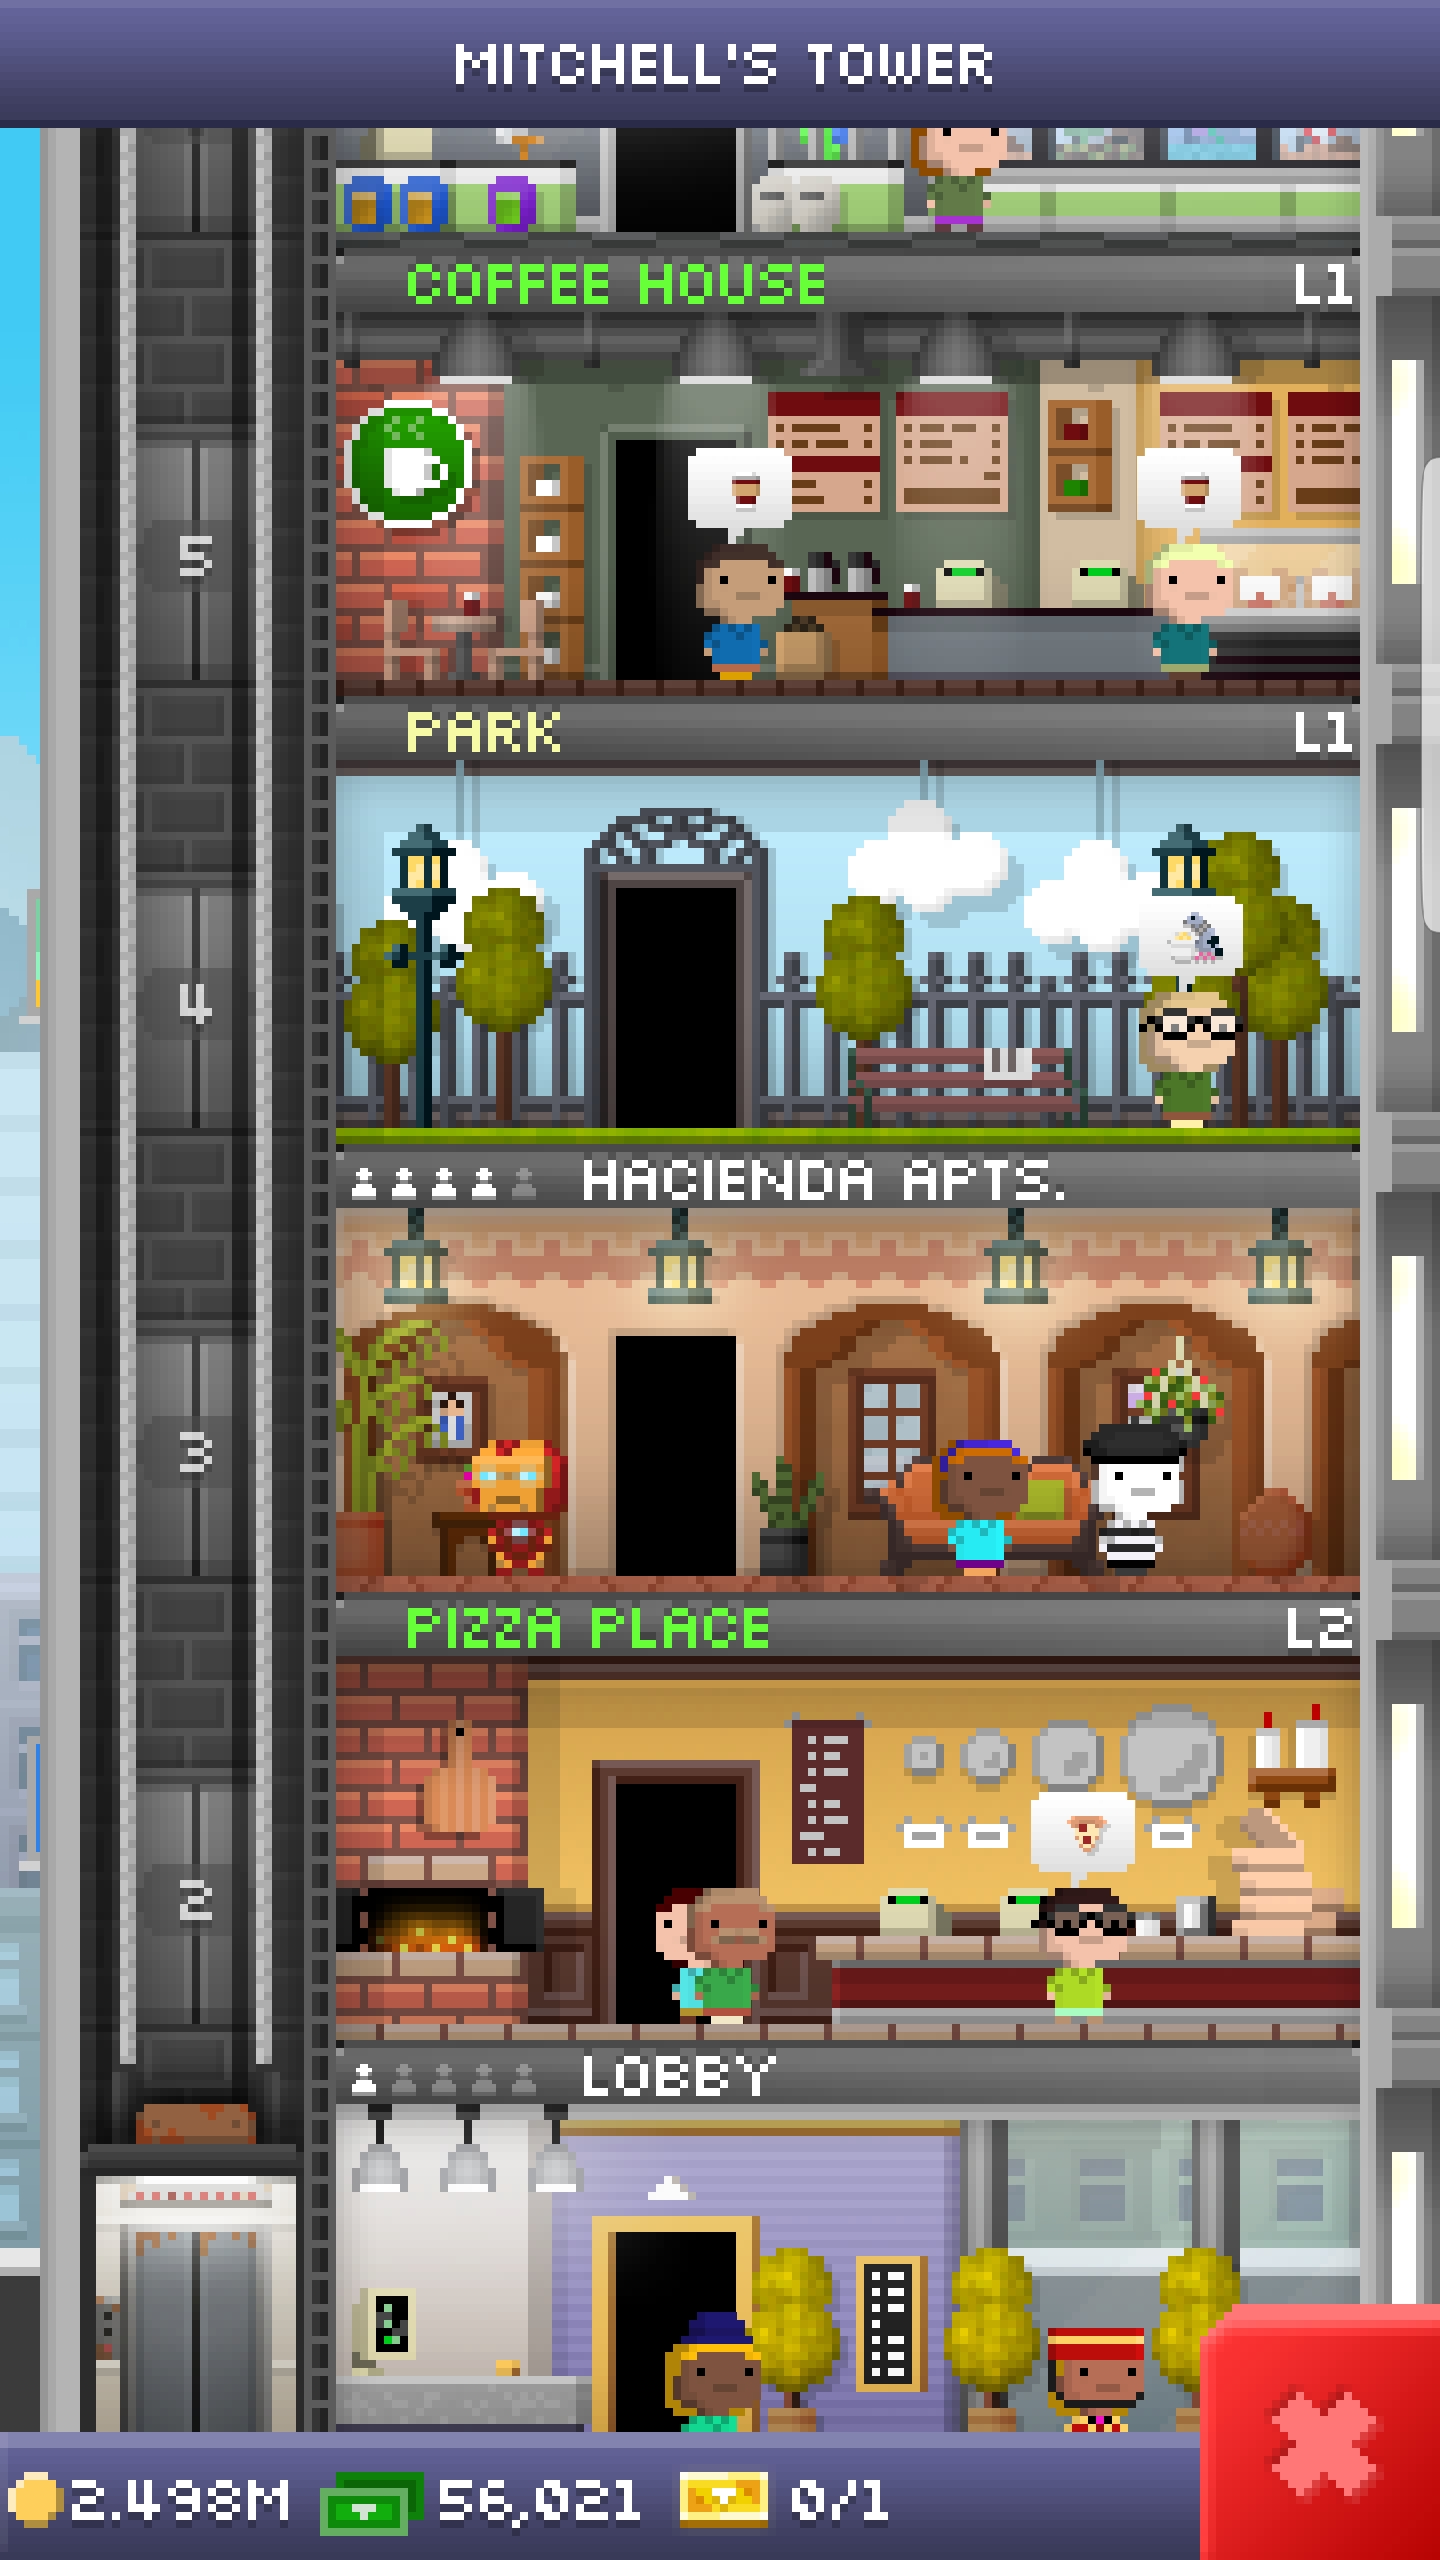 MITCHELL'S TOWER
COFFEE HOUSE L1
5
PARK L1
4
HACIENDA APTS.
3
PIZZA PLACE L2
2
LOBBY
2.498M 56,021 0/1